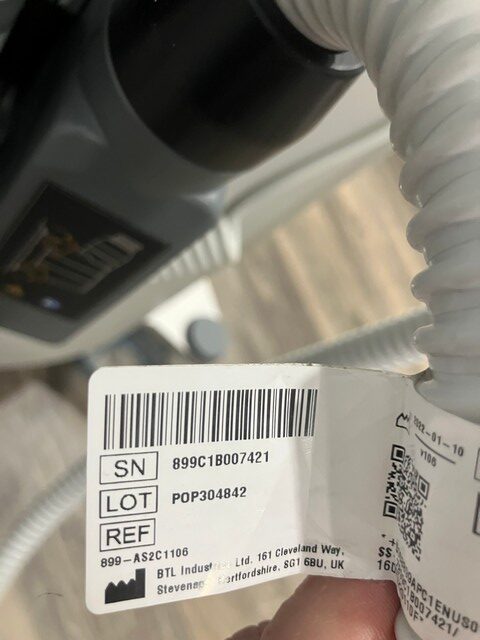 SN 899C1B007421
LOT POP304842
REF
899-AS2C1106
BTL Industries Ltd. 161 Cleveland Way,
SG1 6BU, UK
2022-01-10
v106